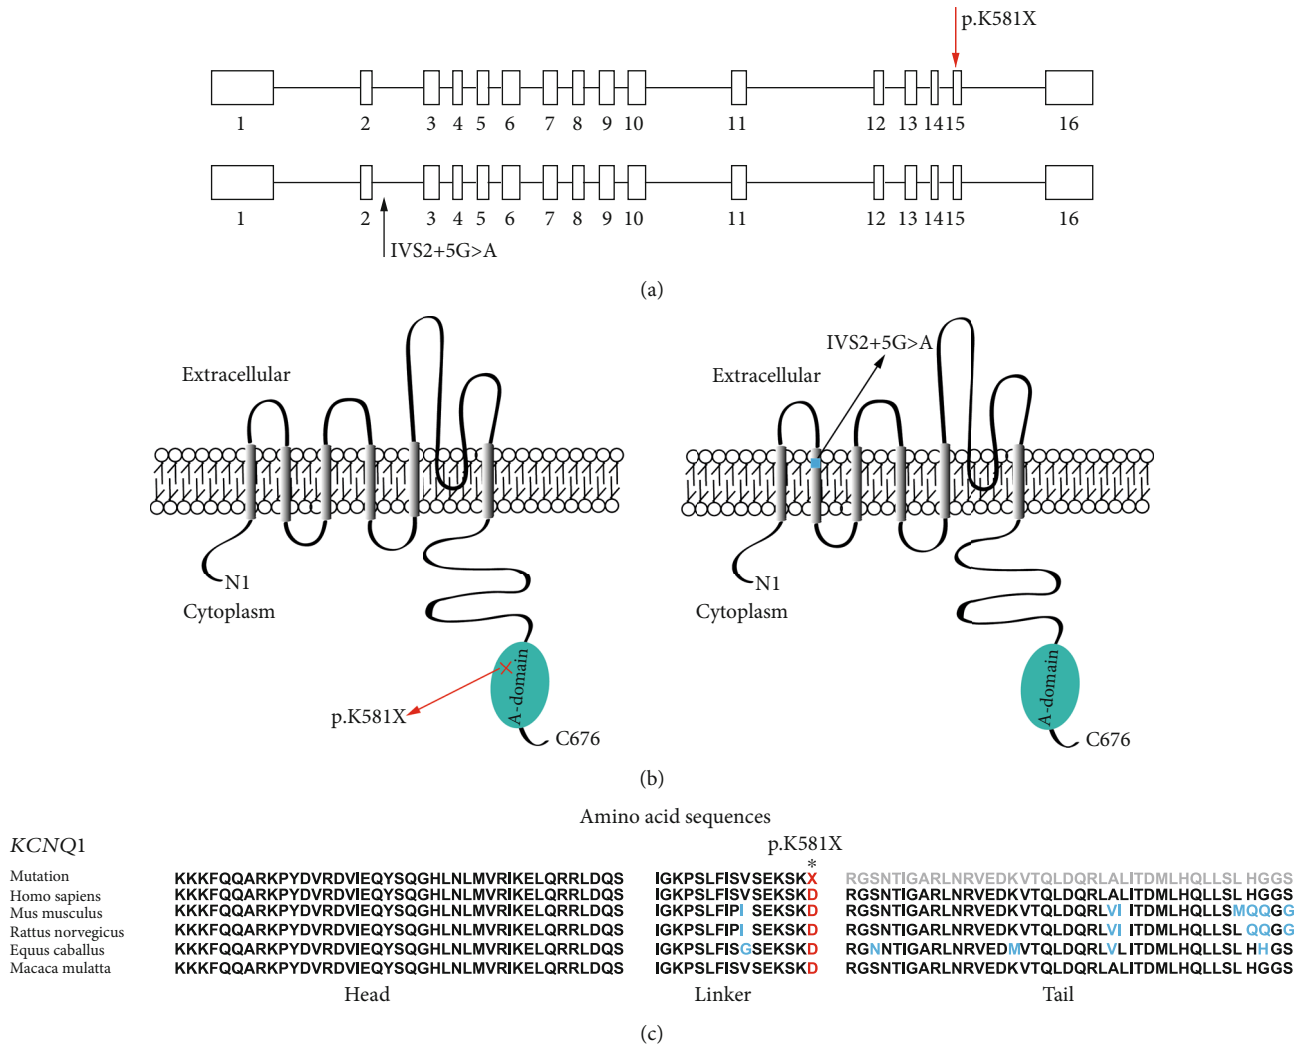 p.K581X
1 2 3 4 5 6 7 8 9 10 11 12 13 14 15 16
1 2 3 4 5 6 7 8 9 10 11 12 13 14 15 16
IVS2+5G>A
(a)
Extracellular
N1
Cytoplasm
A-domain
p.K581X
C676
IVS2+5G>A
Extracellular
N1
Cytoplasm
A-domain
C676
(b)
Amino acid sequences
KCNQ1
p.K581X
*
Mutation KKKFQQARKPYDVRDVIEQYSQGHLNLMVRIKELQRRLDQS IGKPSLFISVSEKSKX RGSNTIGARLNRVEDKVTQLDQRLALITDMLHQLLSL HGGS
Homo sapiens KKKFQQARKPYDVRDVIEQYSQGHLNLMVRIKELQRRLDQS IGKPSLFISVSEKSKD RGSNTIGARLNRVEDKVTQLDQRLALITDMLHQLLSL HGGS
Mus musculus KKKFQQARKPYDVRDVIEQYSQGHLNLMVRIKELQRRLDQS IGKPSLFIPI SEKSKD RGSNTIGARLNRVEDKVTQLDQRLVI ITDMLHQLLSMQQGG
Rattus norvegicus KKKFQQARKPYDVRDVIEQYSQGHLNLMVRIKELQRRLDQS IGKPSLFIPI SEKSKD RGSNTIGARLNRVEDKVTQLDQRLVI ITDMLHQLLSL QQGG
Equus caballus KKKFQQARKPYDVRDVIEQYSQGHLNLMVRIKELQRRLDQS IGKPSLFISGSEKSKD RGNNTIGARLNRVEDMVTQLDQRLVLITDMLHQLLSL HHGS
Macaca mulatta KKKFQQARKPYDVRDVIEQYSQGHLNLMVRIKELQRRLDQS IGKPSLFISVSEKSKD RGSNTIGARLNRVEDKVTQLDQRLALITDMLHQLLSL HGGS
Head Linker Tail
(c)